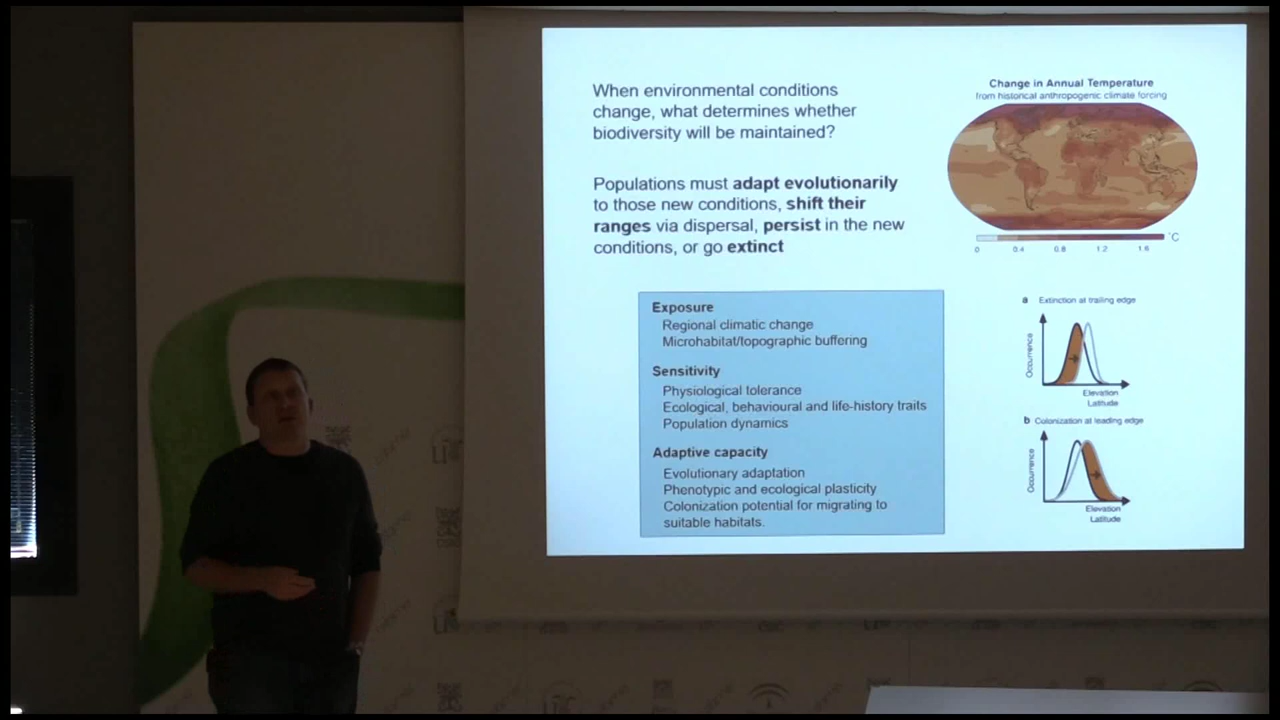 When environmental conditions
change, what determines whether
biodiversity will be maintained?
Populations must adapt evolutionarily
to those new conditions, shift their
ranges via dispersal, persist in the new
conditions, or go extinct
Exposure
Regional climatic change
Microhabitat/topographic buffering
Sensitivity
Physiological tolerance
Ecological, behavioural and life-history traits
Population dynamics
Adaptive capacity
Evolutionary adaptation
Phenotypic and ecological plasticity
Colonization potential for migrating to
suitable habitats.
Change in Annual Temperature
from historical anthropogenic climate forcing
°C
0 0.4 0.8 1.2 1.6
a Extinction at trailing edge
Occurrence
Elevation
Latitude
b Colonization at leading edge
Occurrence
Elevation
Latitude